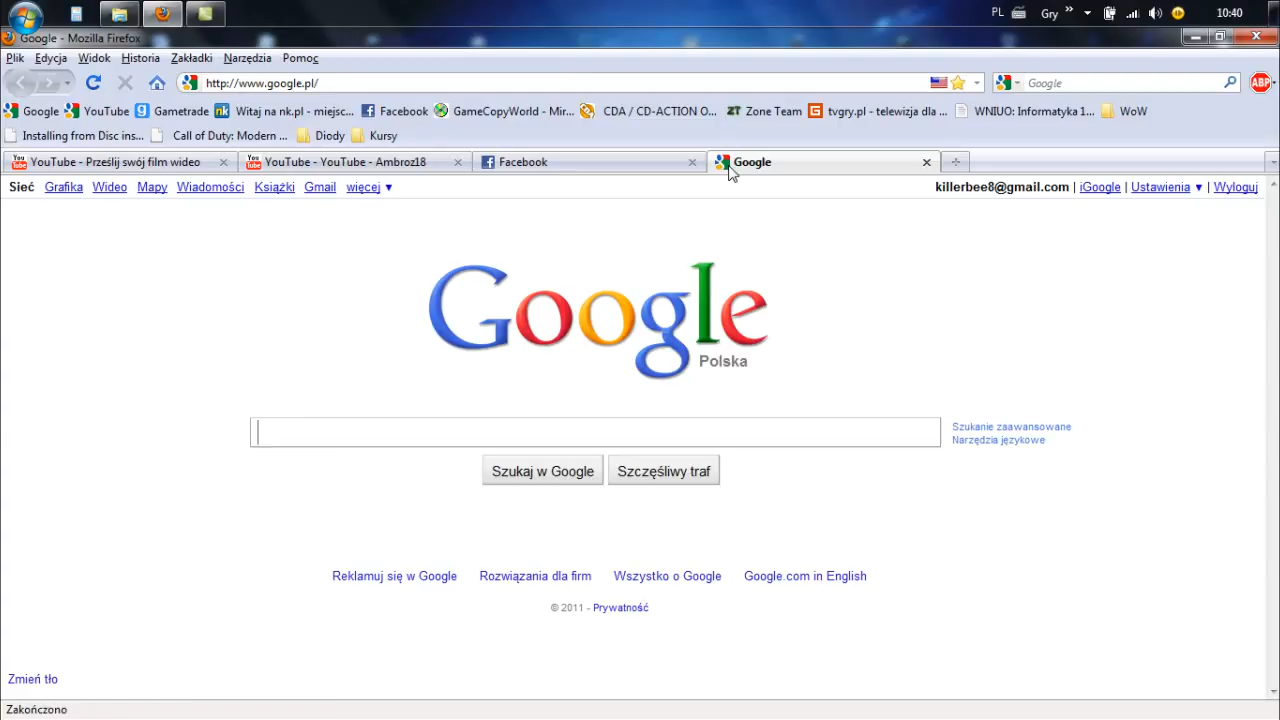 PL Gry » 10:40
Google - Mozilla Firefox
Plik Edycja Widok Historia Zakładki Narzędzia Pomoc
http://www.google.pl/ Google ABP
Google YouTube Gametrade Witaj na nk.pl - miejsc... Facebook GameCopyWorld - Mir... CDA / CD-ACTION O... ZT Zone Team tvgry.pl - telewizja dla ... WNIUO: Informatyka 1... WoW
Installing from Disc ins... Call of Duty: Modern ... Diody Kursy
YouTube - Prześlij swój film wideo YouTube - YouTube - Ambroz18 Facebook Google
Sieć Grafika Wideo Mapy Wiadomości Książki Gmail więcej ▼ killerbee8@gmail.com | iGoogle | Ustawienia ▼ | Wyloguj
Google
Polska
Szukanie zaawansowane
Narzędzia językowe
Szukaj w Google Szczęśliwy traf
Reklamuj się w Google Rozwiązania dla firm Wszystko o Google Google.com in English
© 2011 - Prywatność
Zmień tło
Zakończono